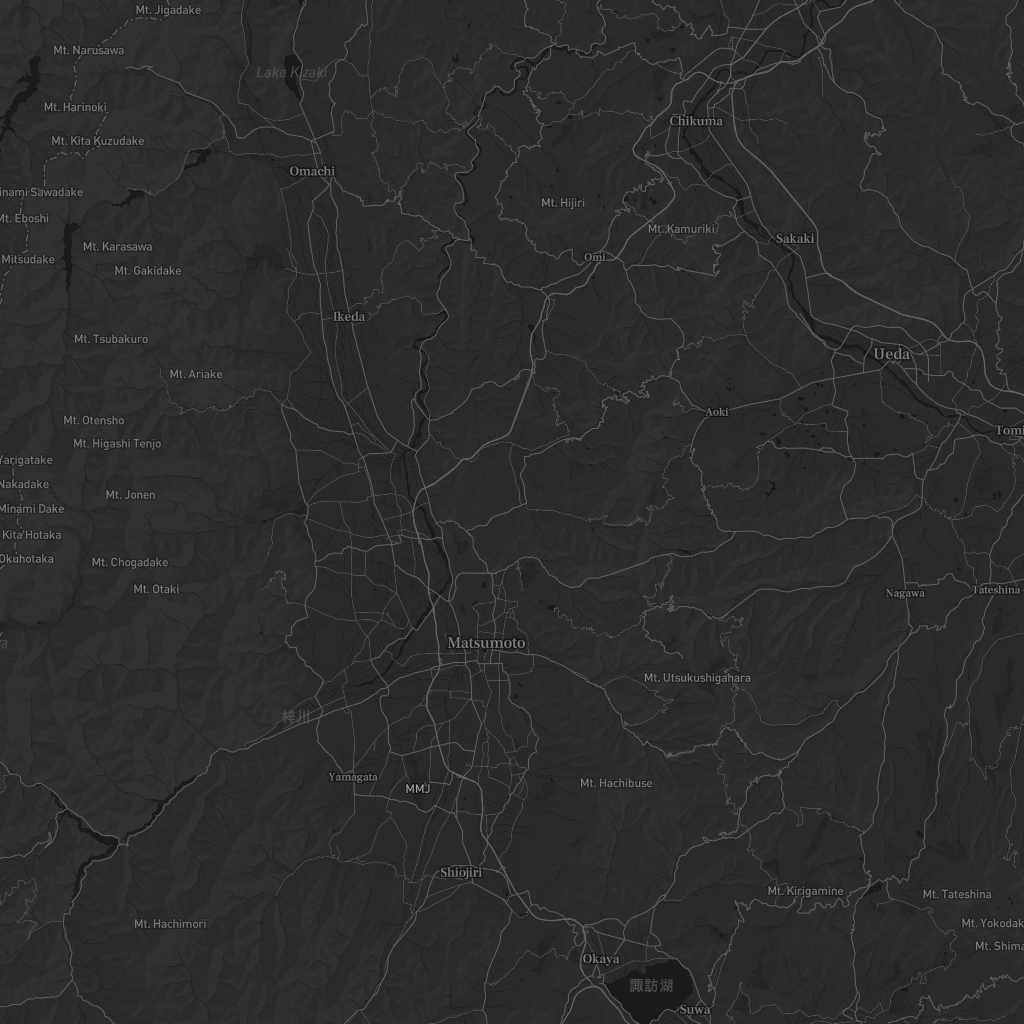 Mt. Jigadake
Mt. Narusawa
Lake Kizaki
Mt. Harinoki
Chikuma
Mt. Kita Kuzudake
Omachi
inami Sawadake
Mt. Hijiri
Mt. Eboshi
Mt. Kamuriki
Sakaki
Mt. Karasawa
Mitsudake
Omi
Mt. Gakidake
Ikeda
Mt. Tsubakuro
Ueda
Mt. Ariake
Aoki
Mt. Otensho
Tomi
Mt. Higashi Tenjo
Yarigatake
Nakadake
Mt. Jonen
Minami Dake
Kita Hotaka
Okuhotaka
Mt. Chogadake
Mt. Otaki
Nagawa
Tateshina
Matsumoto
Mt. Utsukushigahara
梓川
Yamagata
Mt. Hachibuse
MMJ
Shiojiri
Mt. Kirigamine
Mt. Tateshina
Mt. Hachimori
Mt. Yokodak
Mt. Shima
Okaya
諏訪湖
Suwa